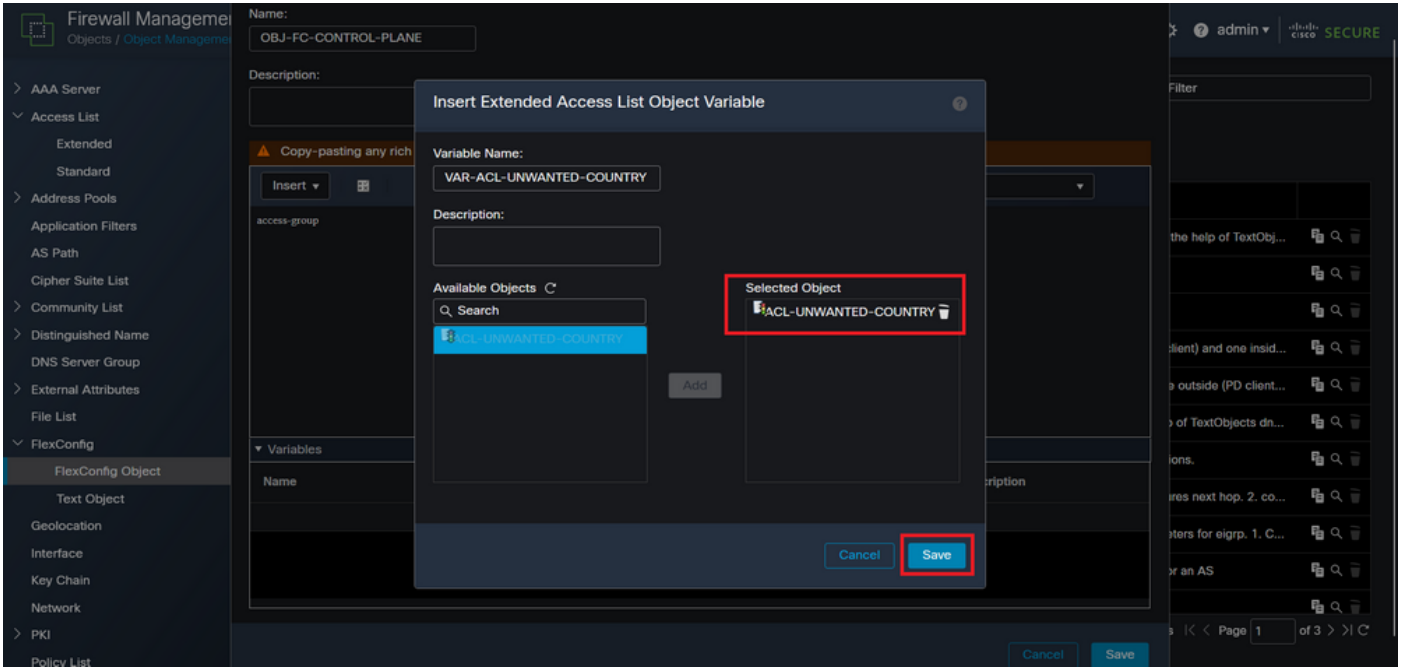 Firewall Managemer
Objects / Object Manageme
admin
cisco SECURE
AAA Server
Access List
Extended
Standard
Address Pools
Application Filters
AS Path
Cipher Suite List
Community List
Distinguished Name
DNS Server Group
External Attributes
File List
FlexConfig
FlexConfig Object
Text Object
Geolocation
Interface
Key Chain
Network
PKI
Policy List
Name:
OBJ-FC-CONTROL-PLANE
Description:
Copy-pasting any rich
Insert
access-group
Variables
Name
cription
Insert Extended Access List Object Variable
Variable Name:
VAR-ACL-UNWANTED-COUNTRY
Description:
Available Objects
Search
ACL-UNWANTED-COUNTRY
Add
Selected Object
ACL-UNWANTED-COUNTRY
Cancel
Save
Filter
the help of TextObj...
client) and one insid...
e outside (PD client...
p of TextObjects dn...
ions.
ures next hop. 2. co...
eters for eigrp. 1. C...
or an AS
s |< < Page 1 of 3 > >|
Cancel
Save